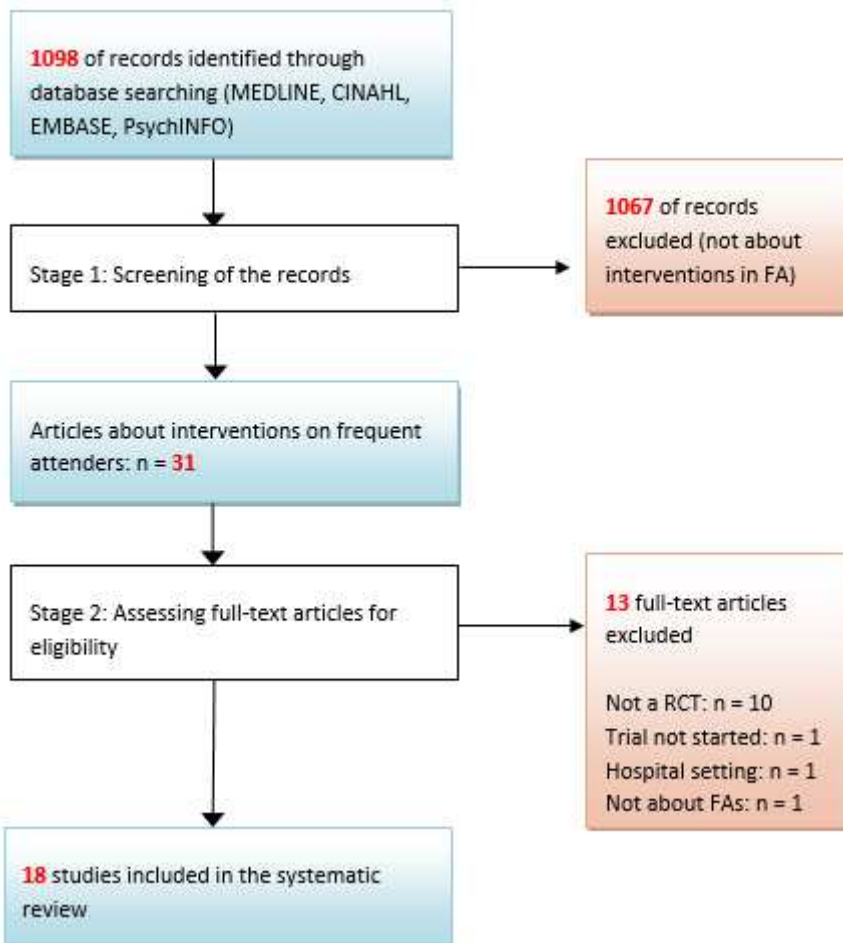 1098 of records identified through
database searching (MEDLINE, CINAHL,
EMBASE, PsychINFO)
1067 of records
excluded (not about
interventions in FA)
Stage 1: Screening of the records
Articles about interventions on frequent
attenders: n = 31
Stage 2: Assessing full-text articles for
eligibility
13 full-text articles
excluded
Not a RCT: n = 10
Trial not started: n = 1
Hospital setting: n = 1
Not about FAs: n = 1
18 studies included in the systematic
review